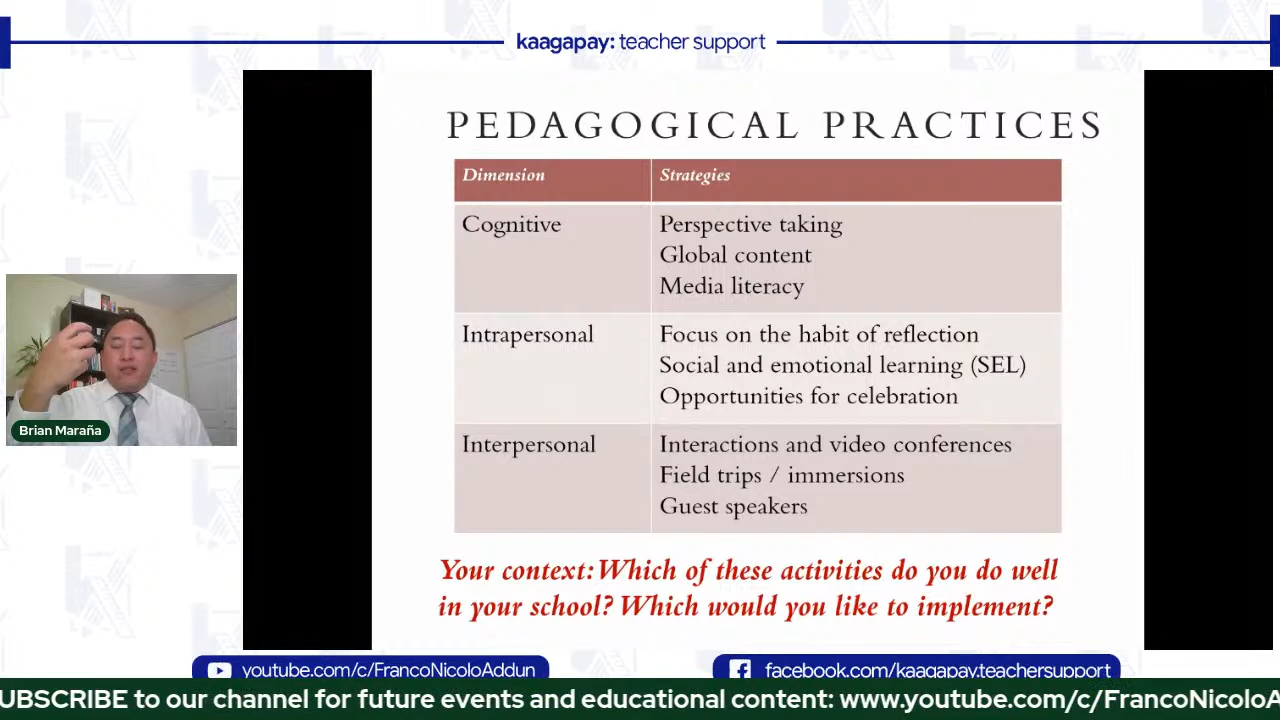 kaagapay: teacher support
PEDAGOGICAL PRACTICES
Dimension
Strategies
Cognitive
Perspective taking
Global content
Media literacy
Intrapersonal
Focus on the habit of reflection
Social and emotional learning (SEL)
Opportunities for celebration
Interpersonal
Interactions and video conferences
Field trips / immersions
Guest speakers
Your context: Which of these activities do you do well
in your school? Which would you like to implement?
Brian Maraña
youtube.com/c/FrancoNicoloAddun
facebook.com/kaagapay.teachersupport
UBSCRIBE to our channel for future events and educational content: www.youtube.com/c/FrancoNicoloA